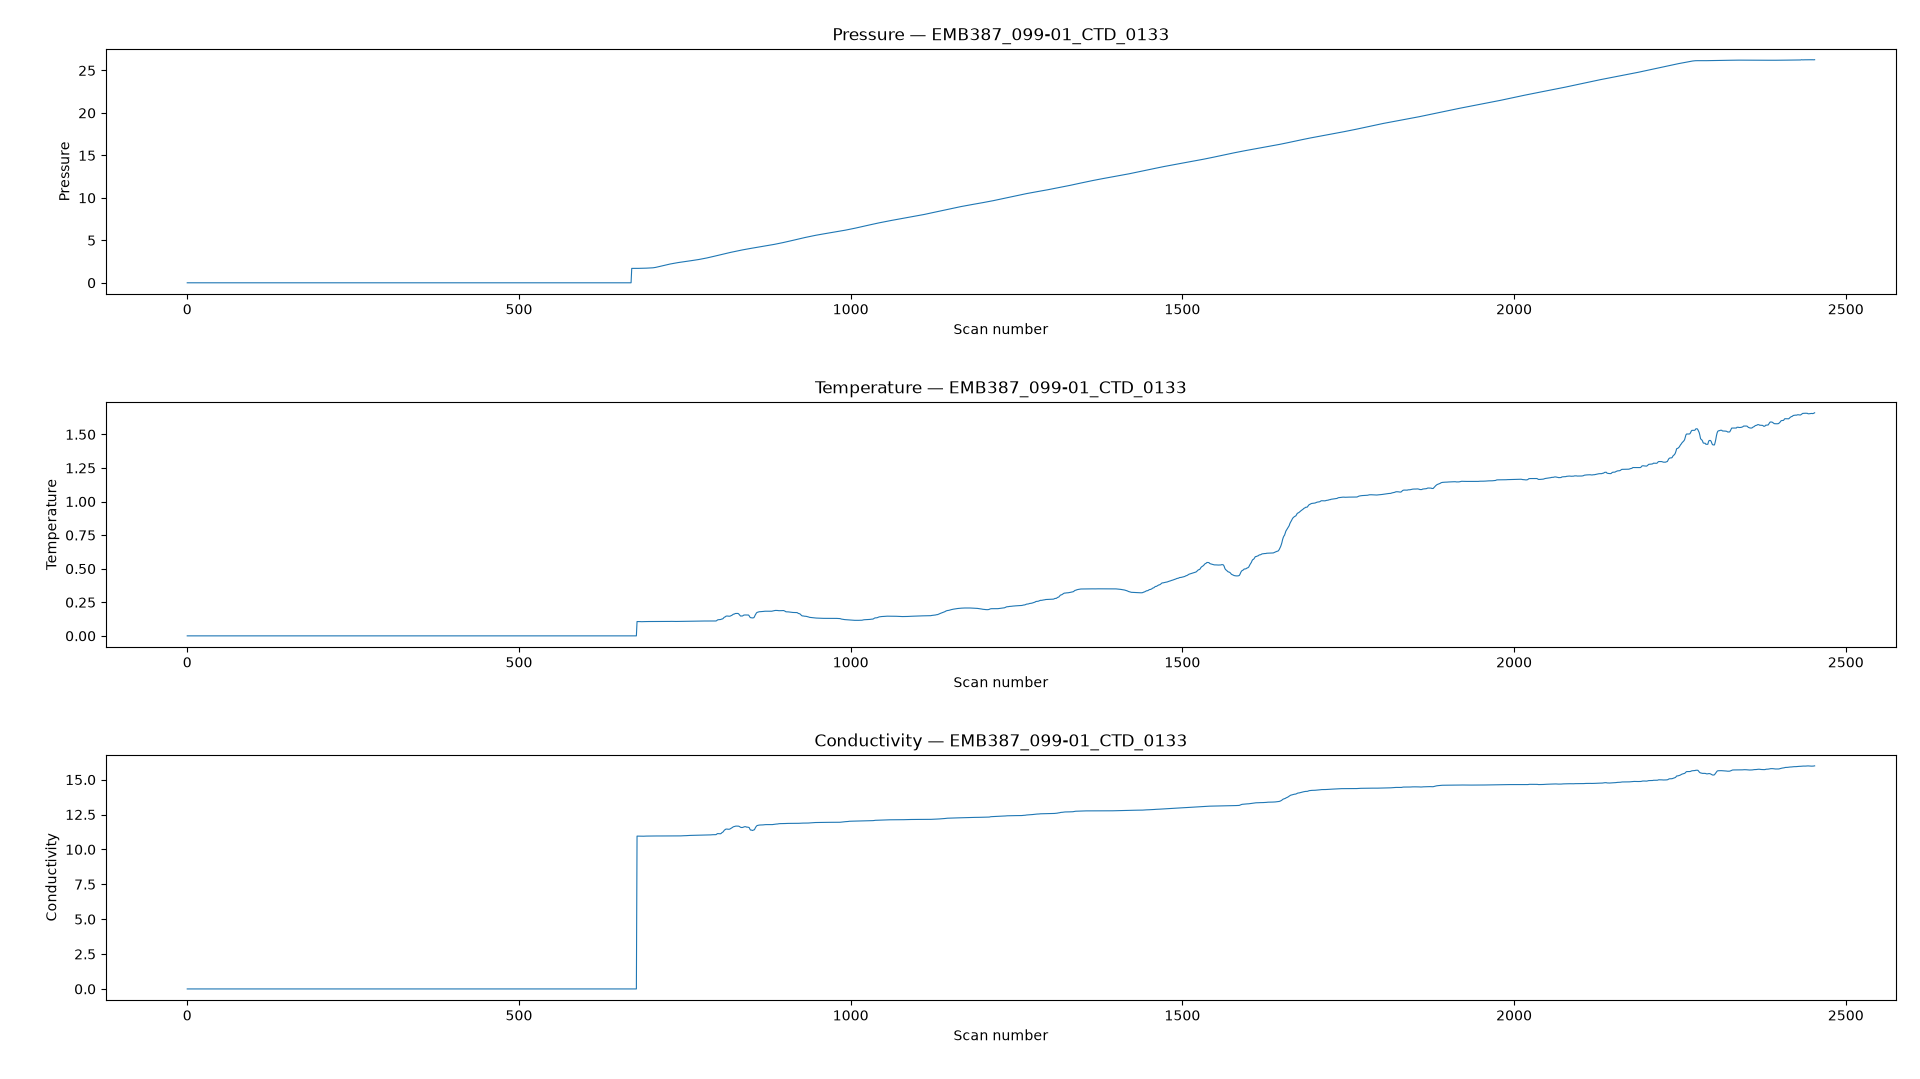 Pressure — EMB387_099-01_CTD_0133
25
20
15
10
5
0
Pressure
0 500 1000 1500 2000 2500
Scan number
Temperature — EMB387_099-01_CTD_0133
1.50
1.25
1.00
0.75
0.50
0.25
0.00
Temperature
0 500 1000 1500 2000 2500
Scan number
Conductivity — EMB387_099-01_CTD_0133
15.0
12.5
10.0
7.5
5.0
2.5
0.0
Conductivity
0 500 1000 1500 2000 2500
Scan number